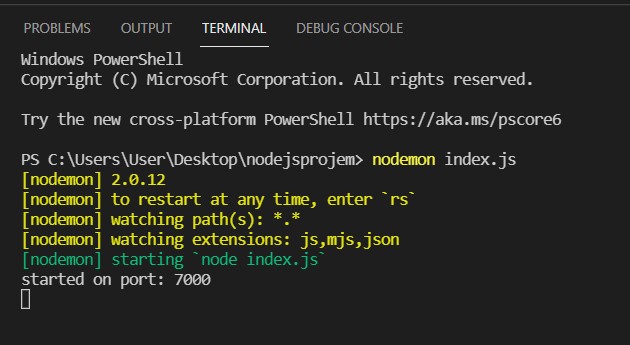 PROBLEMS OUTPUT TERMINAL DEBUG CONSOLE
Windows PowerShell
Copyright (C) Microsoft Corporation. All rights reserved.
Try the new cross-platform PowerShell https://aka.ms/pscore6
PS C:\Users\User\Desktop\nodejsprojem> nodemon index.js
[nodemon] 2.0.12
[nodemon] to restart at any time, enter `rs`
[nodemon] watching path(s): *.*
[nodemon] watching extensions: js,mjs,json
[nodemon] starting `node index.js`
started on port: 7000